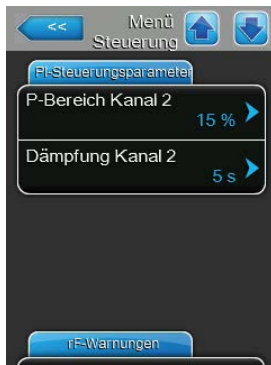 <<
Menü
Steuerung
PI-Steuerungsparameter
P-Bereich Kanal 2
15 %
Dämpfung Kanal 2
5 s
rF-Warnungen